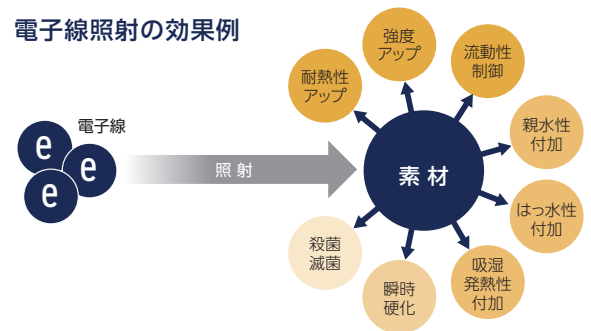 電子線照射の効果例
電子線
e
e
e
照射
素材
耐熱性
アップ
強度
アップ
流動性
制御
親水性
付加
はっ水性
付加
吸湿
発熱性
付加
瞬時
硬化
殺菌
滅菌